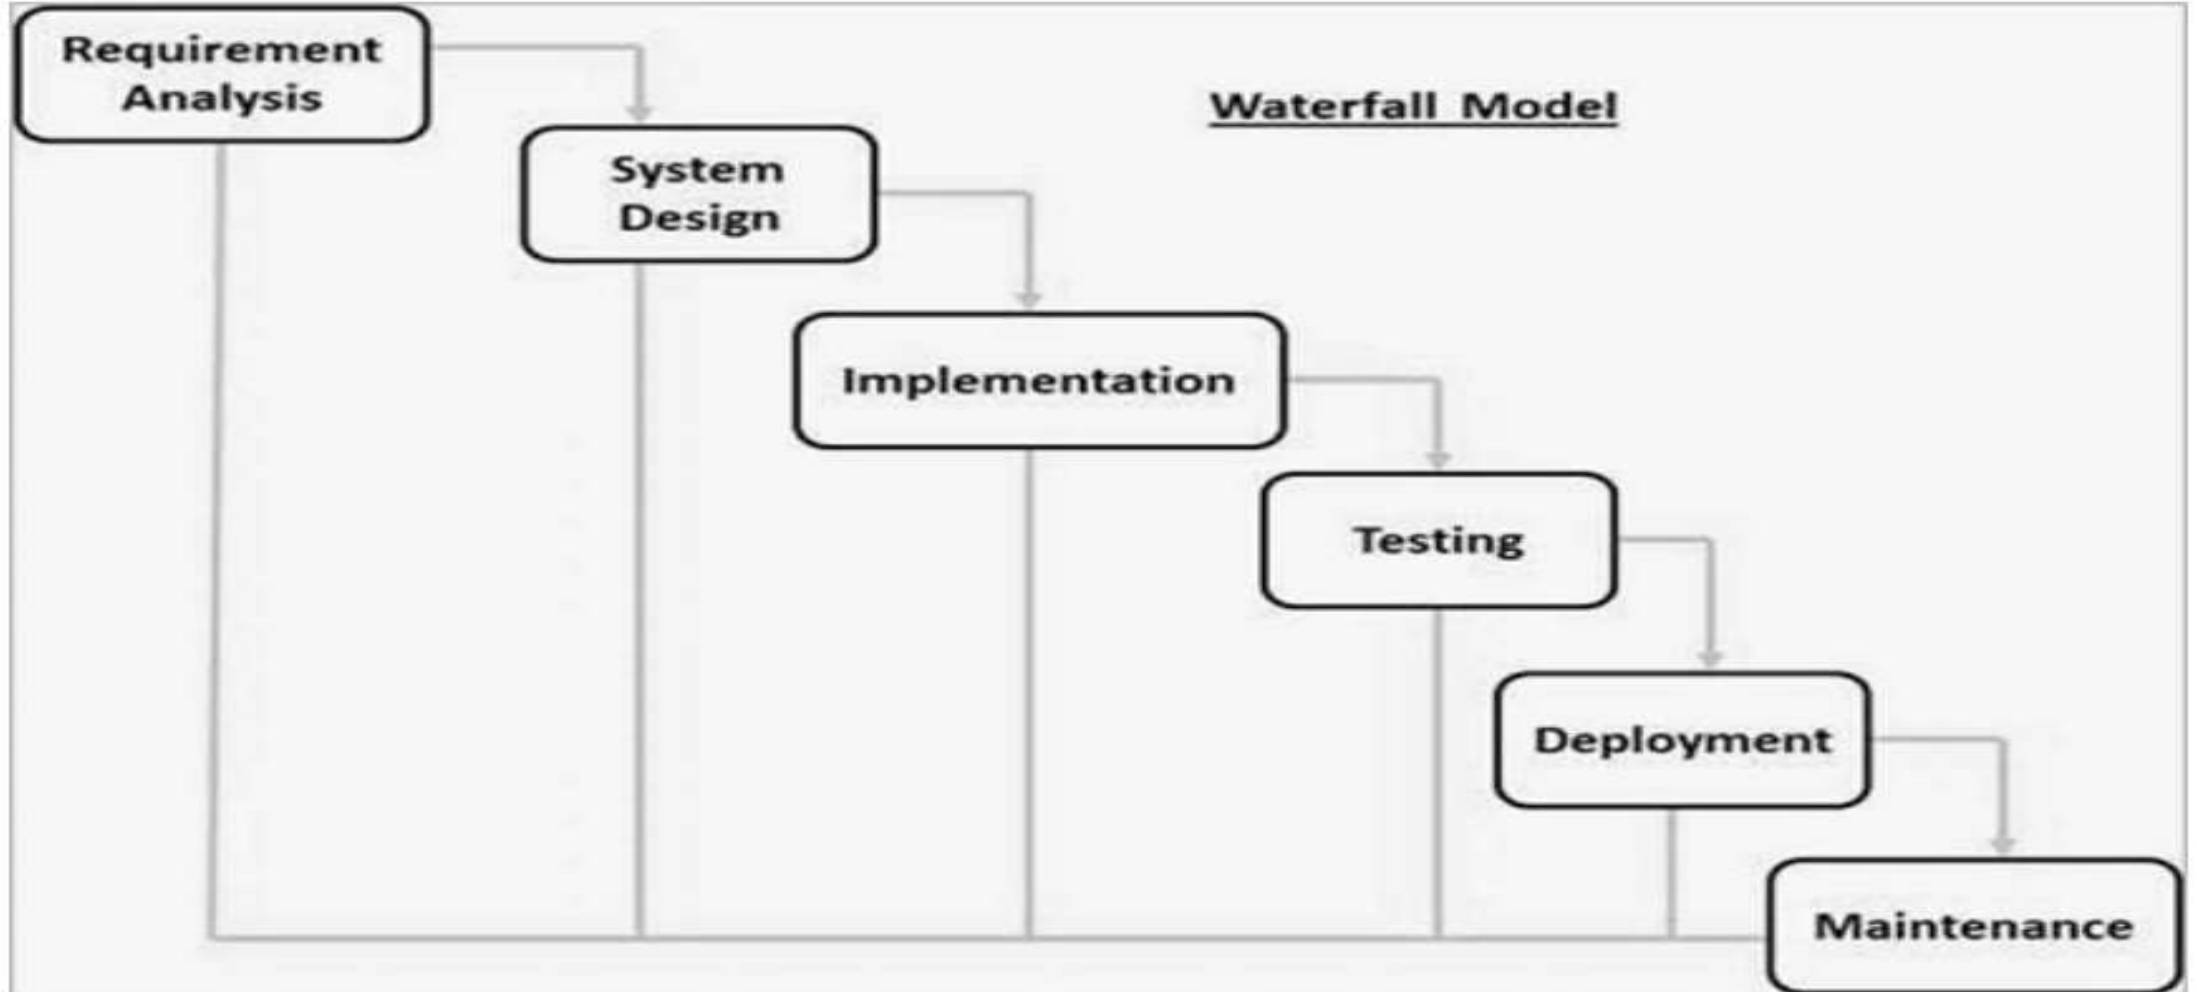 Requirement
Analysis
Waterfall Model
System
Design
Implementation
Testing
Deployment
Maintenance